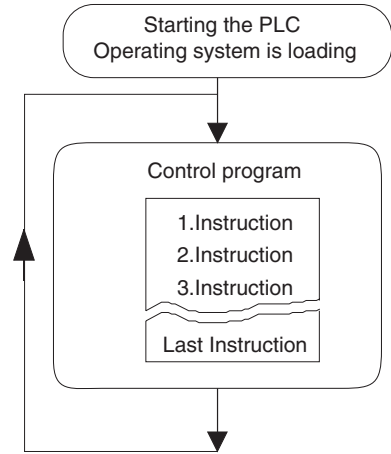 Starting the PLC
Operating system is loading
Control program
1.Instruction
2.Instruction
3.Instruction
Last Instruction